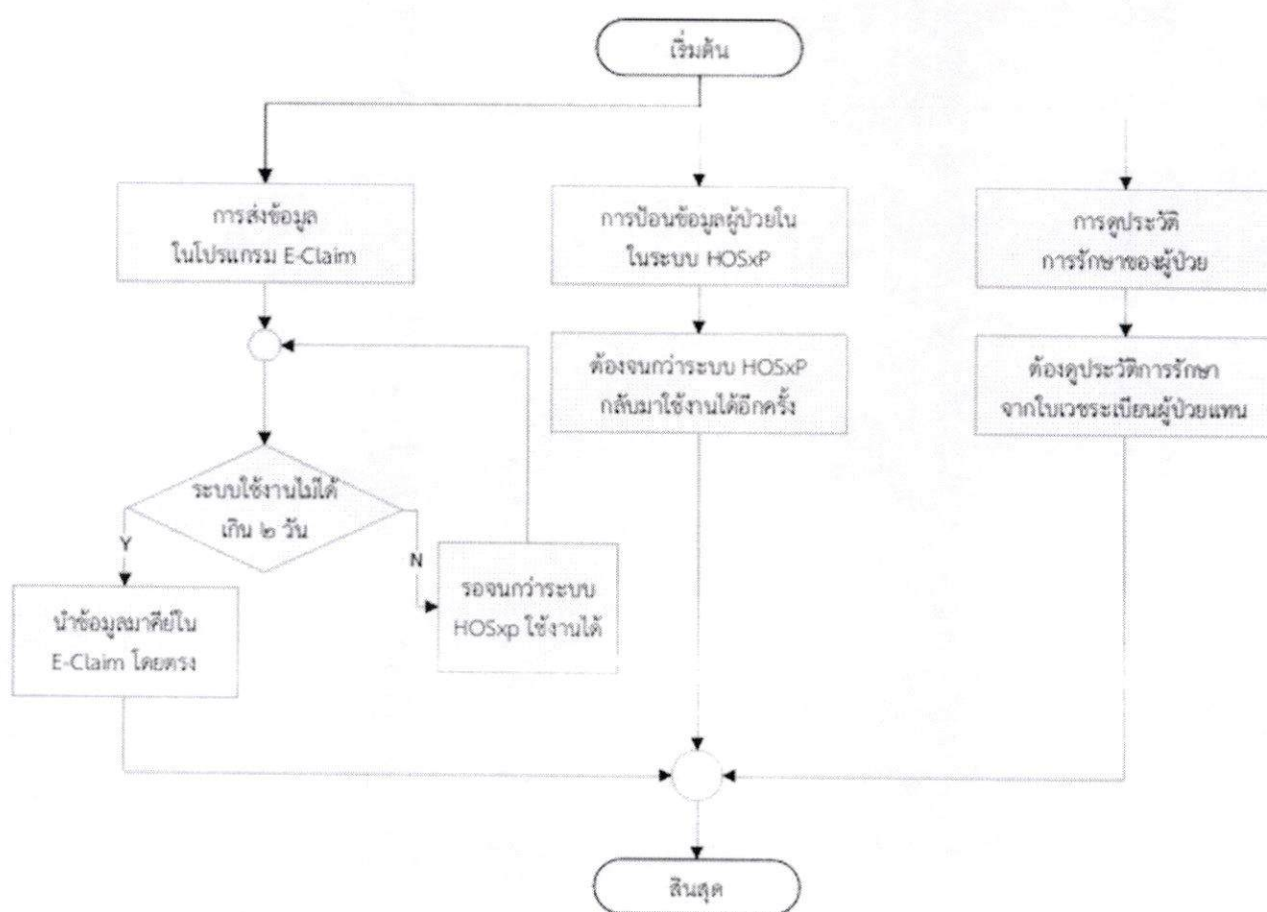 เริ่มต้น
การส่งข้อมูล
ในโปรแกรม E-Claim
การป้อนข้อมูลผู้ป่วยใน
ในระบบ HOSxP
การดูประวัติ
การรักษาของผู้ป่วย
ต้องจนกว่าระบบ HOSxP
กลับมาใช้งานได้อีกครั้ง
ต้องดูประวัติการรักษา
จากใบเวชระเบียนผู้ป่วยแทน
ระบบใช้งานไม่ได้
เกิน ๒ วัน
Y
N
รอจนกว่าระบบ
HOSxp ใช้งานได้
นำข้อมูลมาคีย์ใน
E-Claim โดยตรง
สิ้นสุด